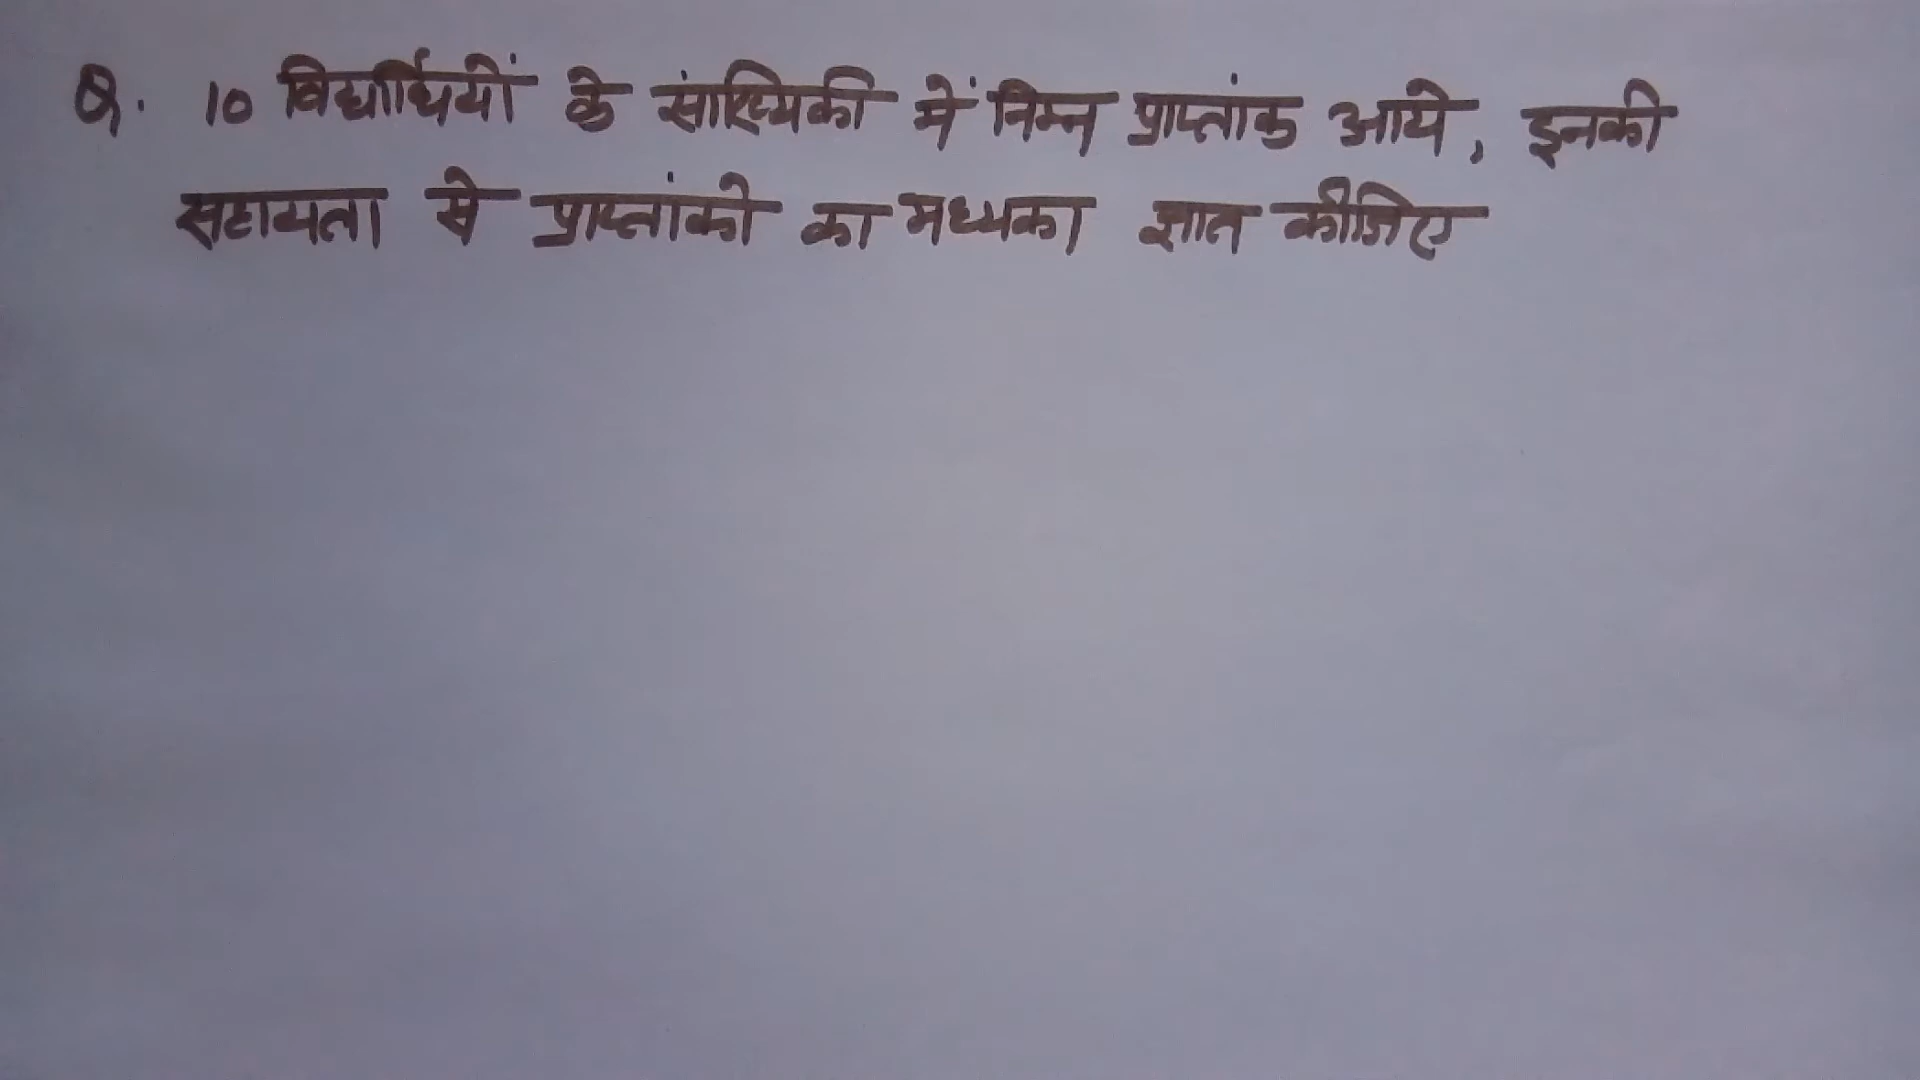 Q. 10 विद्यार्थियों के सांख्यिकी में निम्न प्राप्तांक आये, इनकी
सहायता से प्राप्तांको का मध्यका ज्ञात कीजिए